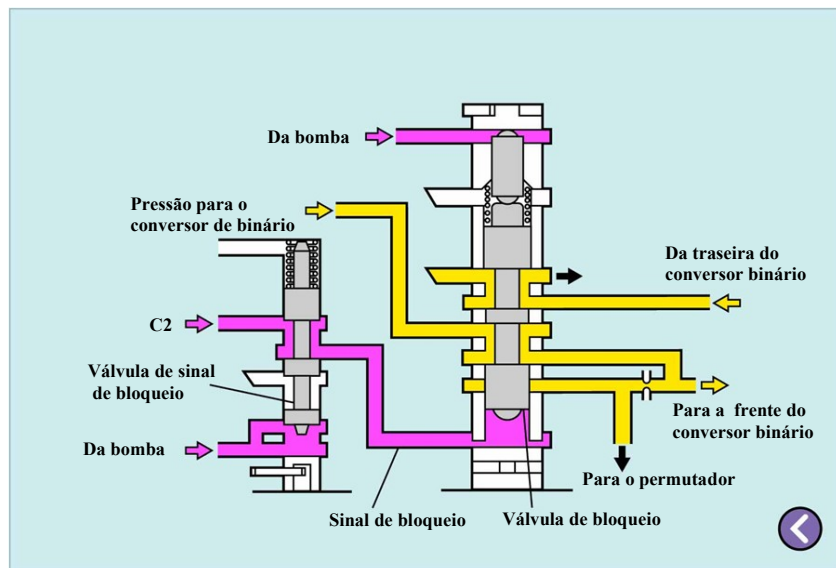 Da bomba
Pressão para o
conversor de binário
Da traseira do
conversor binário
C2
Válvula de sinal
de bloqueio
Para a frente do
conversor binário
Da bomba
Para o permutador
Sinal de bloqueio
Válvula de bloqueio